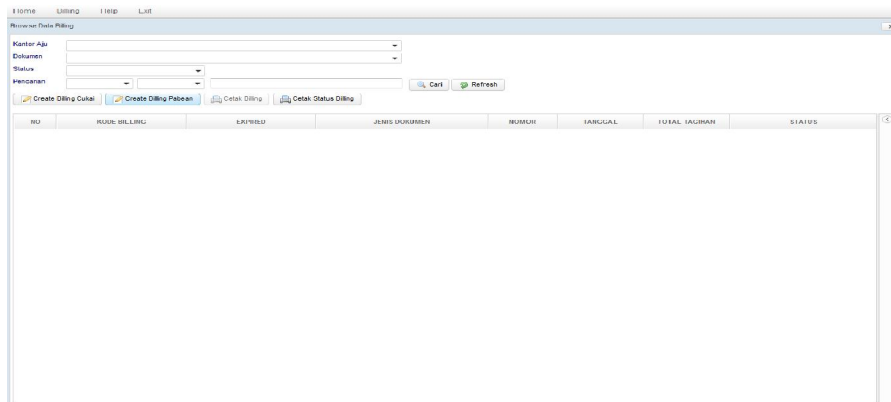 Home Billing Help Exit
Browse Data Billing
Kantor Aju
Dokumen
Status
Pencarian
Cari Refresh
Create Billing Cukai Create Billing Pabean Cetak Billing Cetak Status Billing
NO KODE BILLING EXPIRED JENIS DOKUMEN NOMOR TANGGAL TOTAL TAGIHAN STATUS